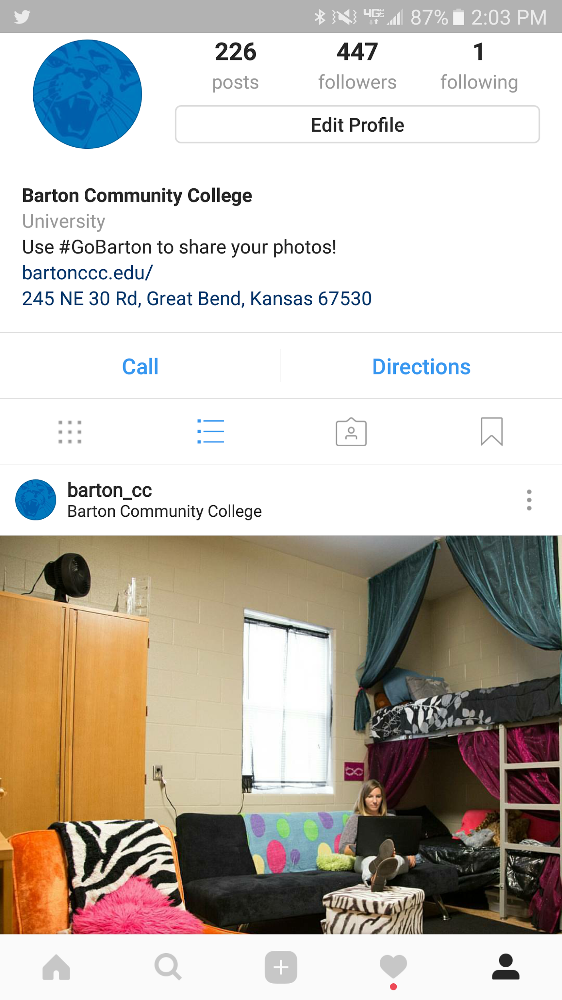 4G LTE 87% 2:03 PM
226 447 1
posts followers following
Edit Profile
Barton Community College
University
Use #GoBarton to share your photos!
bartonccc.edu/
245 NE 30 Rd, Great Bend, Kansas 67530
Call Directions
barton_cc
Barton Community College